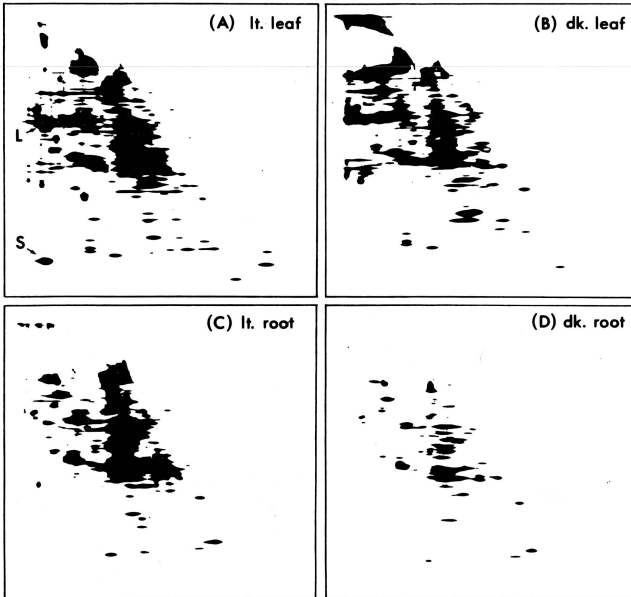 (A) lt. leaf
(B) dk. leaf
L
S
(C) lt. root
(D) dk. root